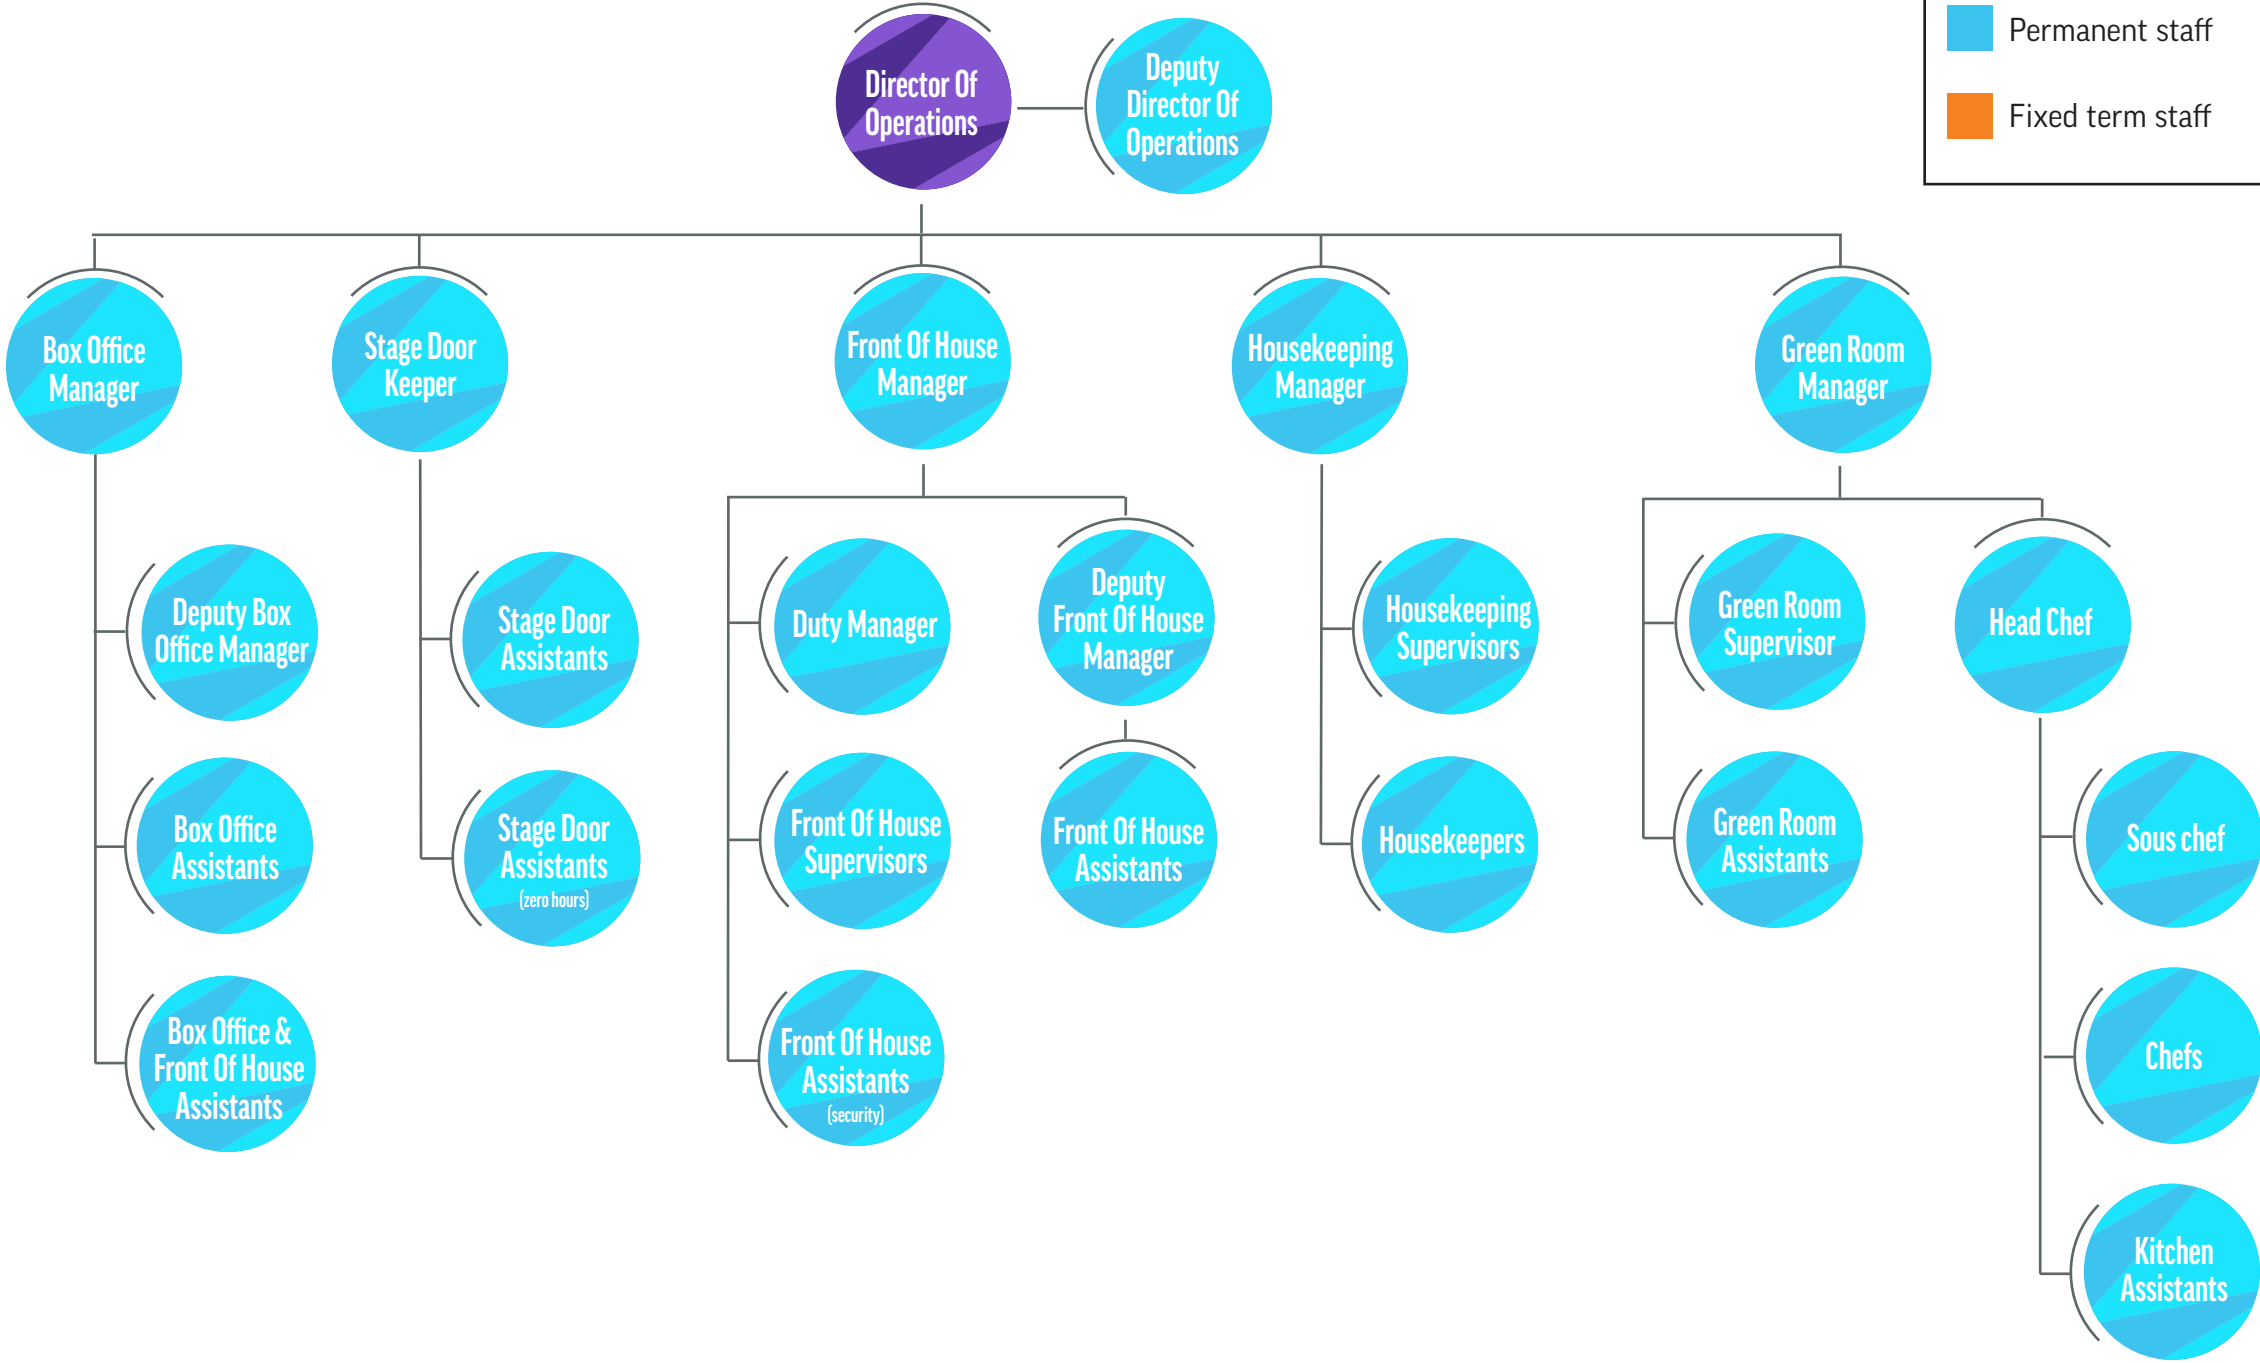 Permanent staff
Fixed term staff
Director Of
Operations
Deputy
Director Of
Operations
Box Office
Manager
Stage Door
Keeper
Front Of House
Manager
Housekeeping
Manager
Green Room
Manager
Deputy Box
Office Manager
Stage Door
Assistants
Duty Manager
Deputy
Front Of House
Manager
Housekeeping
Supervisors
Green Room
Supervisor
Head Chef
Box Office
Assistants
Stage Door
Assistants
(zero hours)
Front Of House
Supervisors
Front Of House
Assistants
Housekeepers
Green Room
Assistants
Sous chef
Box Office &
Front Of House
Assistants
Front Of House
Assistants
(security)
Chefs
Kitchen
Assistants